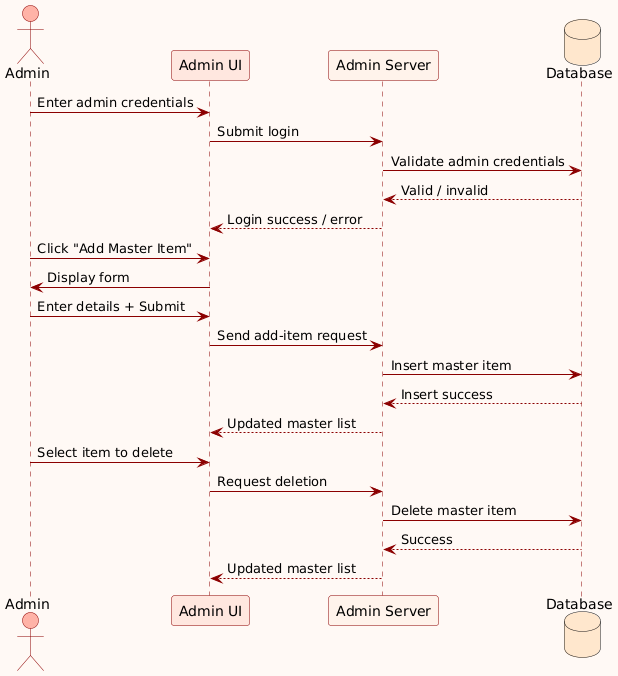 Admin
Admin UI
Admin Server
Database
Enter admin credentials
Submit login
Validate admin credentials
Valid / invalid
Login success / error
Click "Add Master Item"
Display form
Enter details + Submit
Send add-item request
Insert master item
Insert success
Updated master list
Select item to delete
Request deletion
Delete master item
Success
Updated master list
Admin
Admin UI
Admin Server
Database